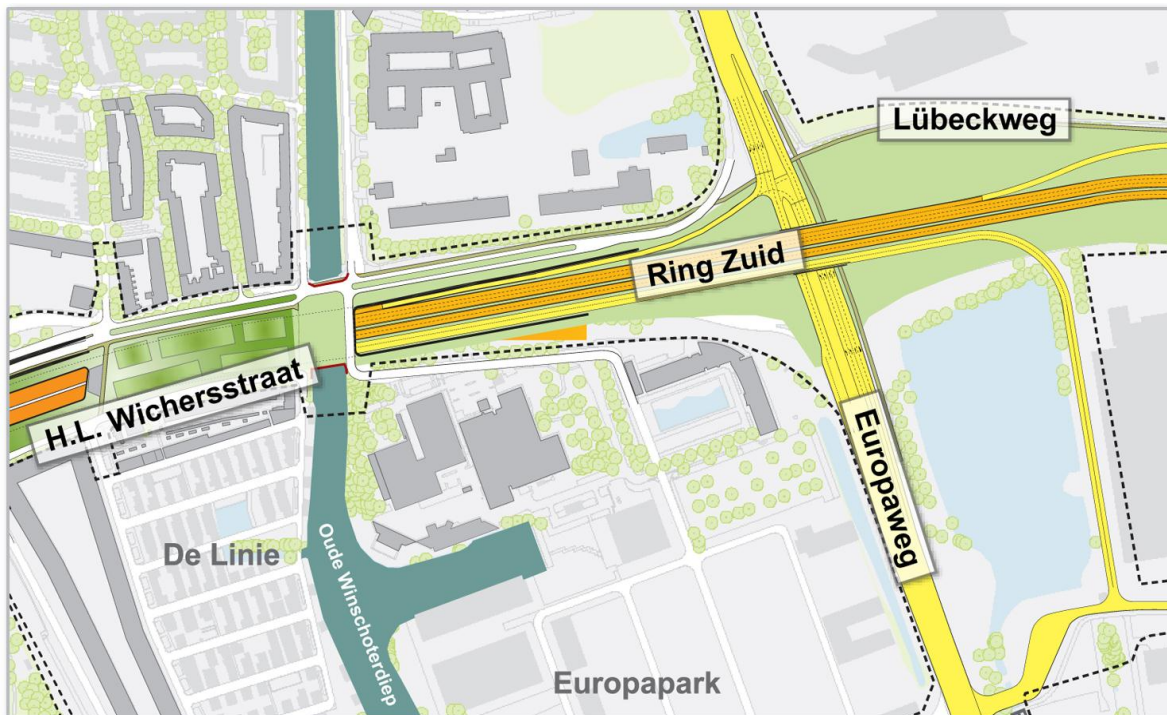 Lübeckweg
Ring Zuid
H.L. Wichersstraat
Europaweg
De Linie
Oude Winschoterdiep
Europapark